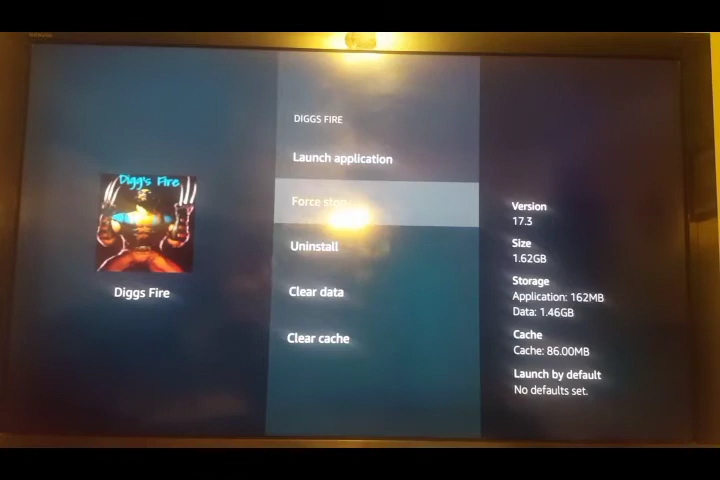 Digg's Fire
Diggs Fire
DIGGS FIRE
Launch application
Force stop
Uninstall
Clear data
Clear cache
Version
17.3
Size
1.62GB
Storage
Application: 162MB
Data: 1.46GB
Cache
Cache: 86.00MB
Launch by default
No defaults set.